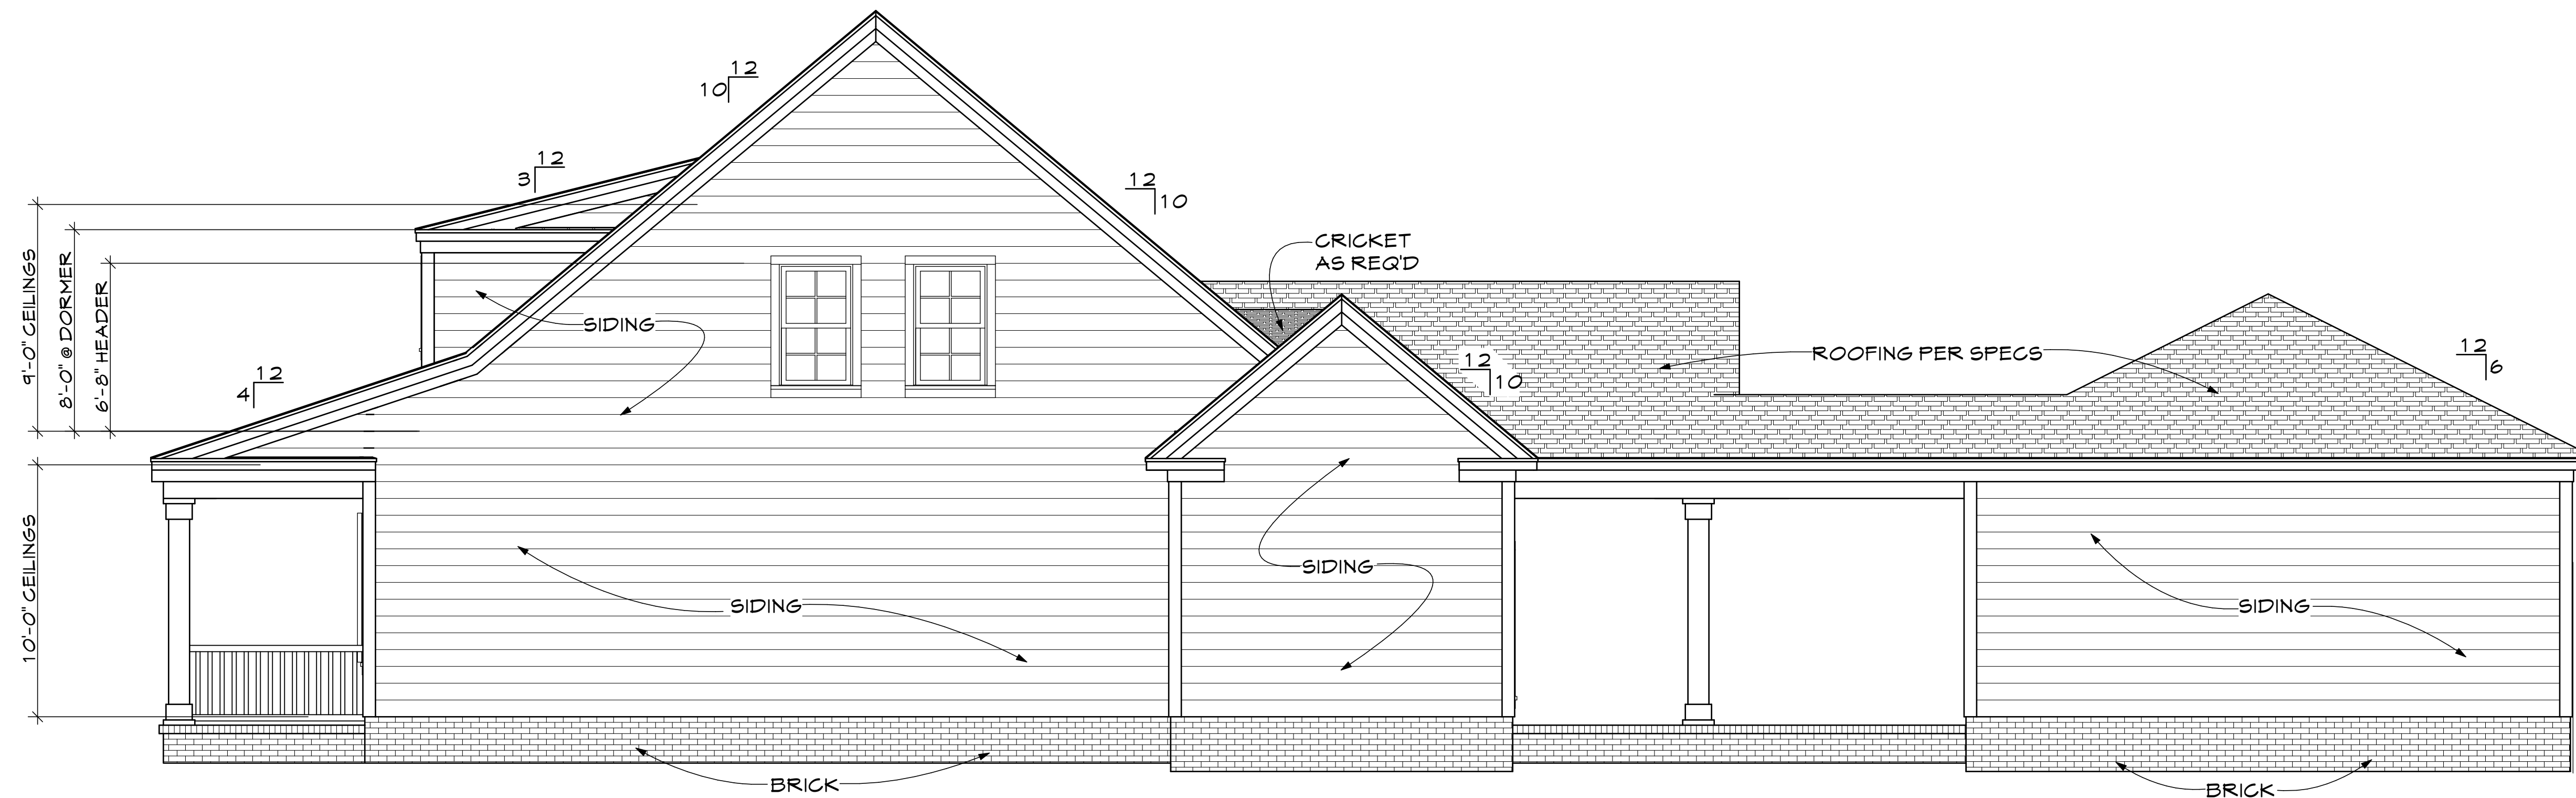 12
10
12
3
12
10
CRICKET
AS REQ'D
9'-0" CEILINGS
8'-0" @ DORMER
6'-8" HEADER
SIDING
12
4
12
10
ROOFING PER SPECS
12
6
10'-0" CEILINGS
SIDING
SIDING
SIDING
BRICK
BRICK